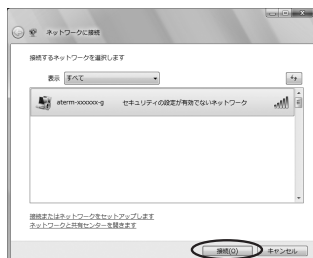 ネットワークに接続
接続するネットワークを選択します
表示 すべて
aterm-xxxxxx-g セキュリティの設定が有効でないネットワーク
接続またはネットワークをセットアップします
ネットワークと共有センターを開きます
接続(O) キャンセル